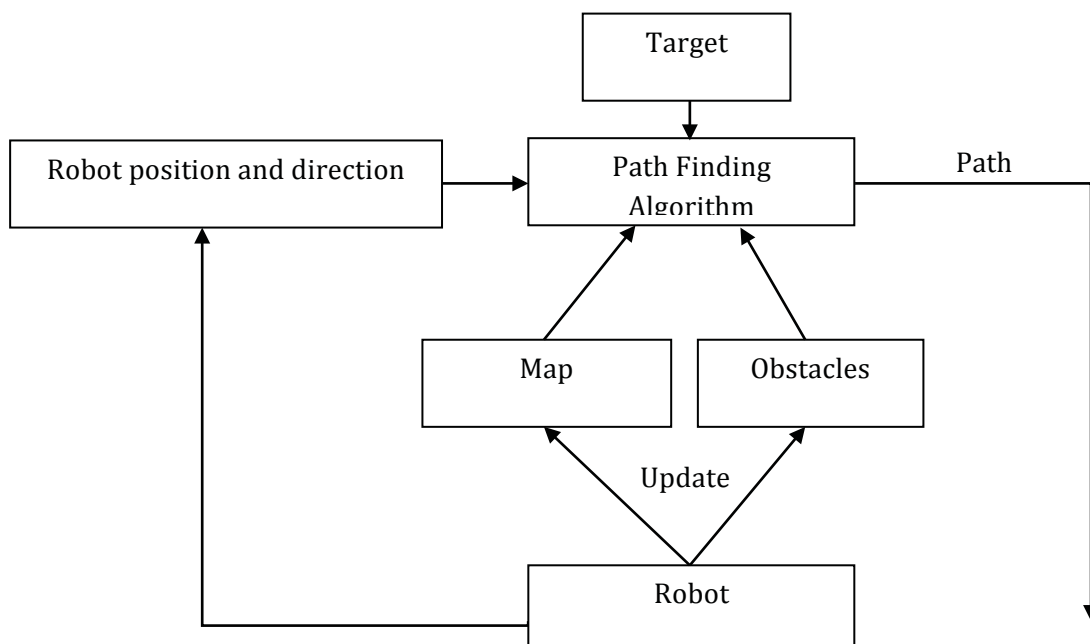 Target
Robot position and direction
Path Finding
Algorithm
Path
Map
Obstacles
Update
Robot